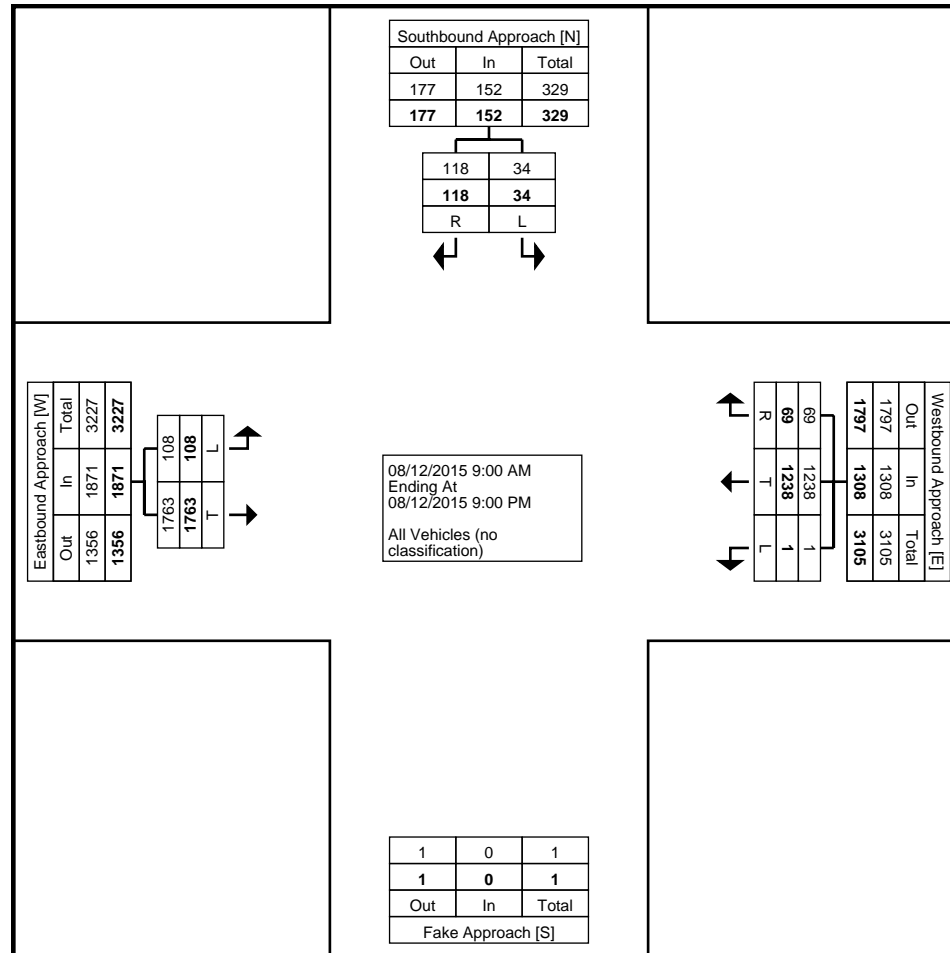 Southbound Approach [N]
Out In Total
177 152 329
177 152 329
118 34
118 34
R L
Eastbound Approach [W]
Out In Total
1356 1871 3227
1356 1871 3227
1763 108
1763 108
T L
08/12/2015 9:00 AM
Ending At
08/12/2015 9:00 PM
All Vehicles (no
classification)
Westbound Approach [E]
Out In Total
1797 1308 3105
1797 1308 3105
69 1238 1
69 1238 1
R T L
1 0 1
1 0 1
Out In Total
Fake Approach [S]